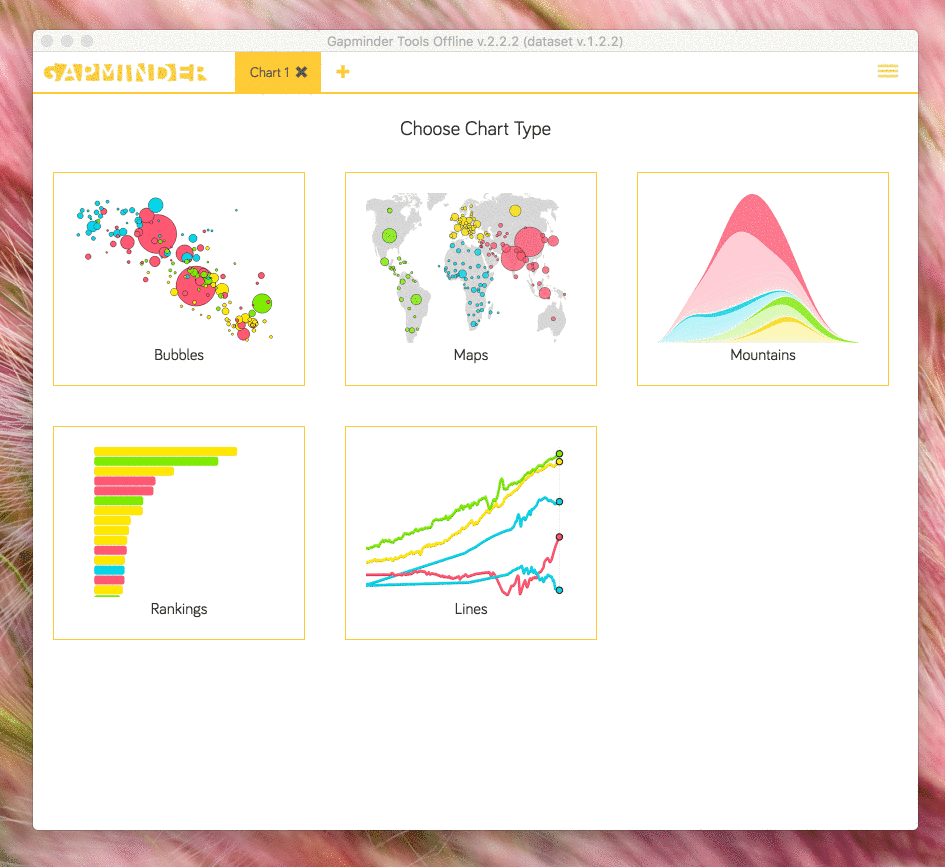 Gapminder Tools Offline v.2.2.2 (dataset v.1.2.2)
GAPMINDER
Chart 1
Choose Chart Type
Bubbles
Maps
Mountains
Rankings
Lines